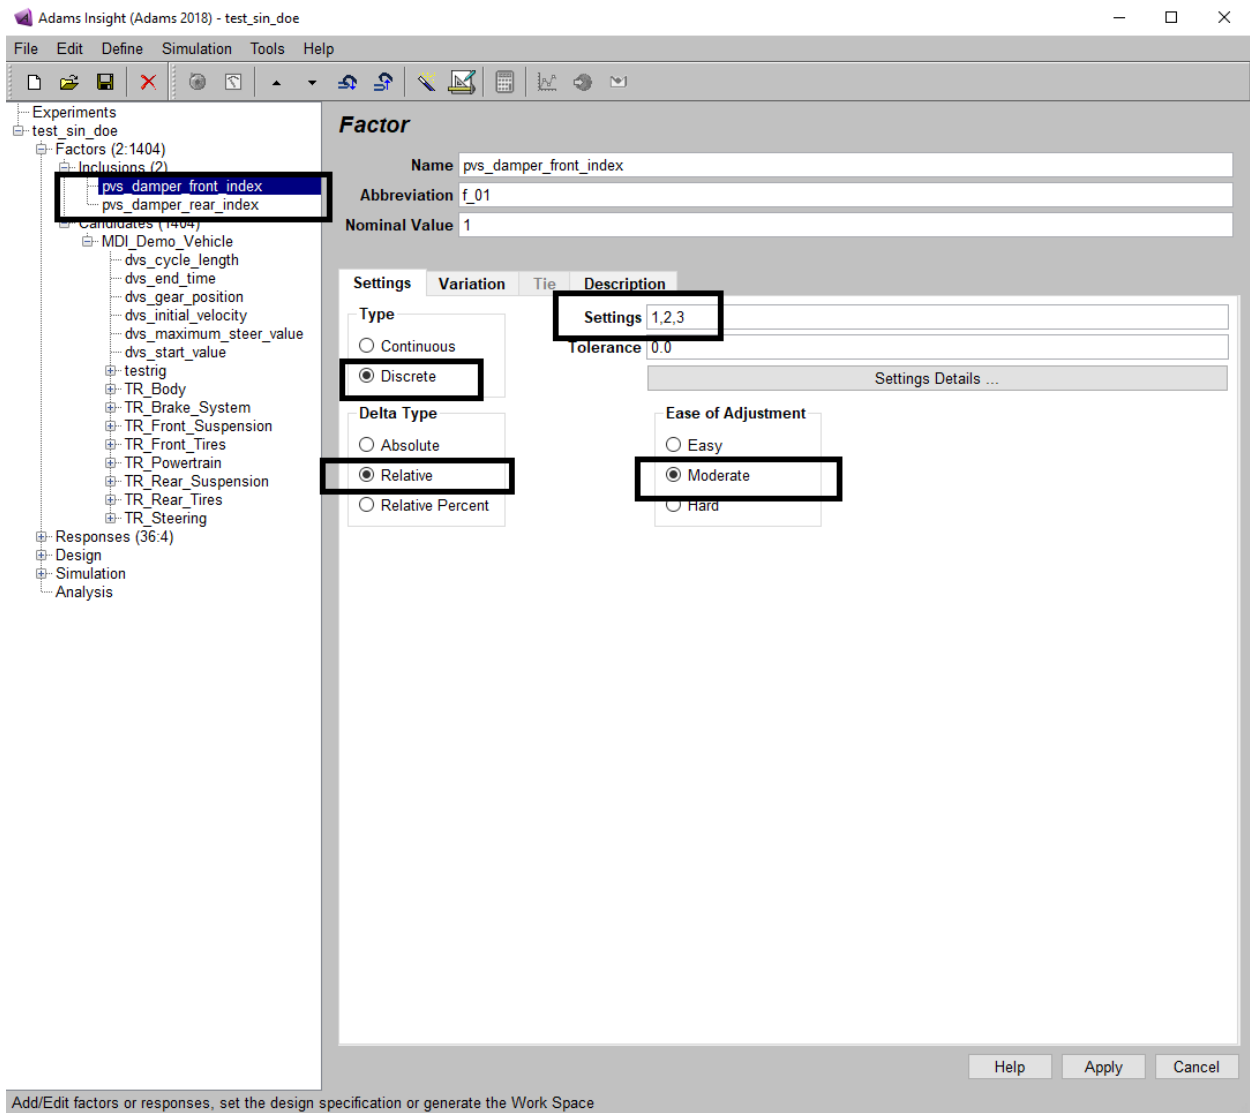 Adams Insight (Adams 2018) - test_sin_doe
File Edit Define Simulation Tools Help
Experiments
test_sin_doe
Factors (2:1404)
Inclusions (2)
pvs_damper_front_index
pvs_damper_rear_index
Candidates (1404)
MDI_Demo_Vehicle
dvs_cycle_length
dvs_end_time
dvs_gear_position
dvs_initial_velocity
dvs_maximum_steer_value
dvs_start_value
testrig
TR_Body
TR_Brake_System
TR_Front_Suspension
TR_Front_Tires
TR_Powertrain
TR_Rear_Suspension
TR_Rear_Tires
TR_Steering
Responses (36:4)
Design
Simulation
Analysis
Factor
Name pvs_damper_front_index
Abbreviation f_01
Nominal Value 1
Settings Variation Tie Description
Type
Continuous
Discrete
Settings 1,2,3
Tolerance 0.0
Settings Details ...
Delta Type
Absolute
Relative
Relative Percent
Ease of Adjustment
Easy
Moderate
Hard
Help Apply Cancel
Add/Edit factors or responses, set the design specification or generate the Work Space